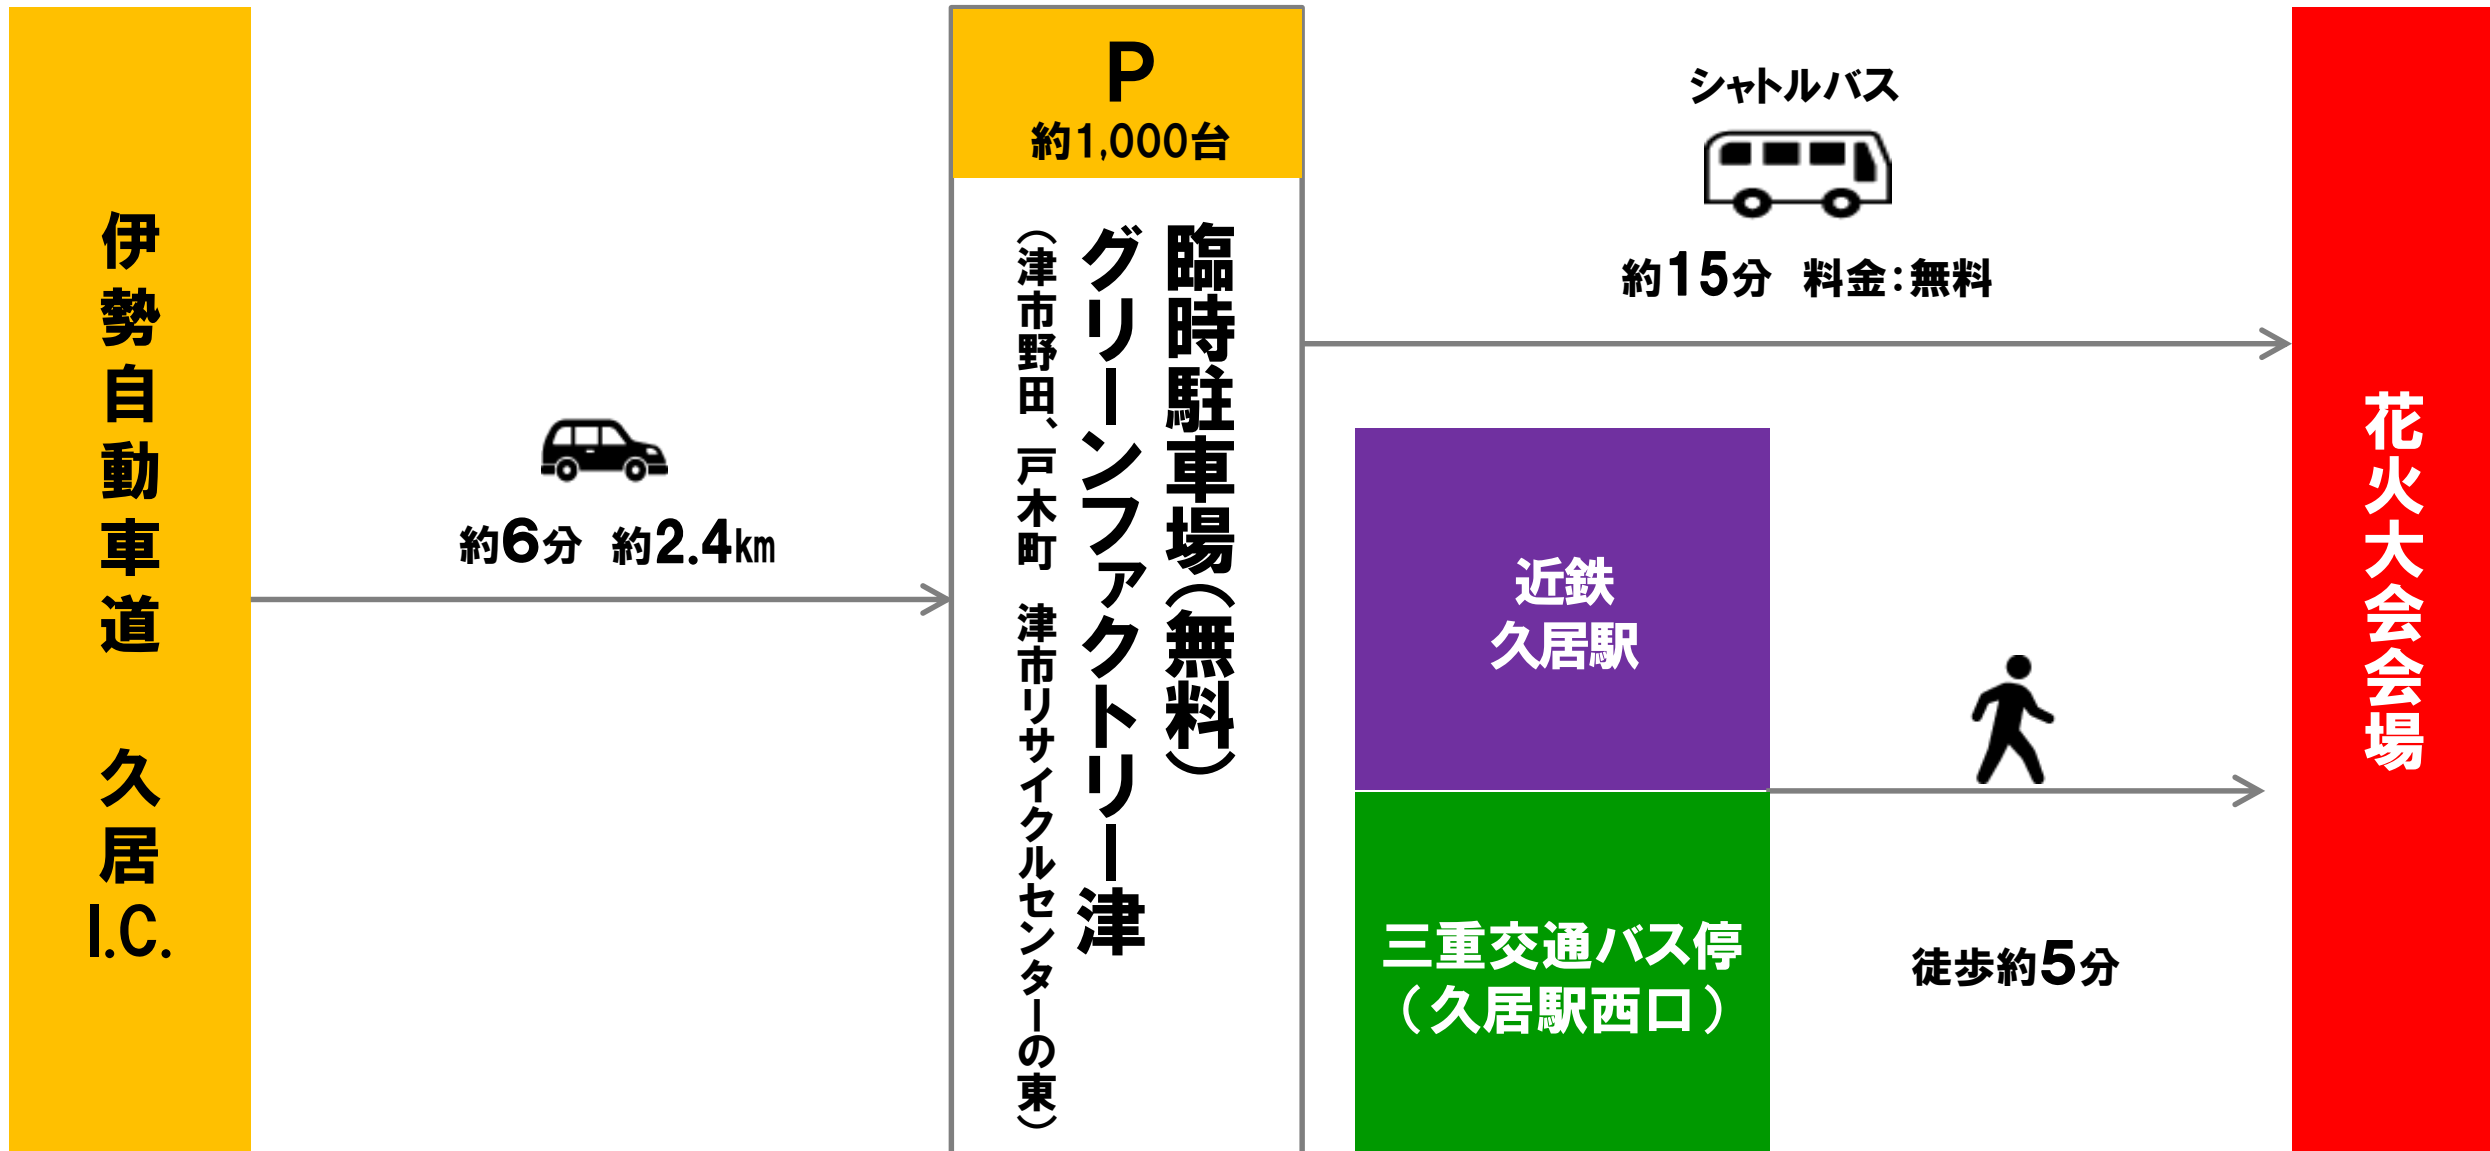 伊勢自動車道　久居I.C.
約6分　約2.4km
P
約1,000台
臨時駐車場（無料）
グリーンファクトリー津
（津市野田、戸木町　津市リサイクルセンターの東）
シャトルバス
約15分　料金：無料
近鉄
久居駅
三重交通バス停
（久居駅西口）
徒歩約5分
花火大会会場